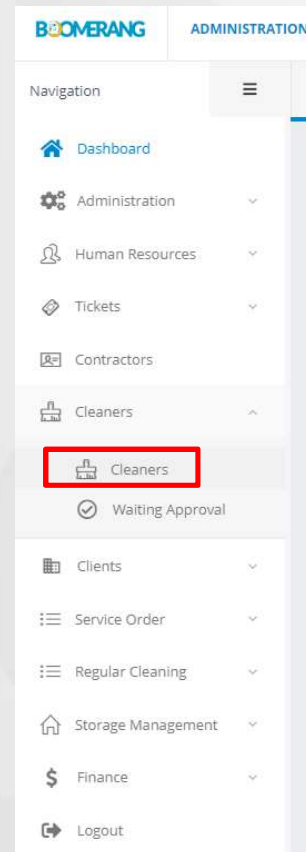 BOOMERANG
ADMINISTRATION
Navigation
Dashboard
Administration
Human Resources
Tickets
Contractors
Cleaners
Cleaners
Waiting Approval
Clients
Service Order
Regular Cleaning
Storage Management
Finance
Logout